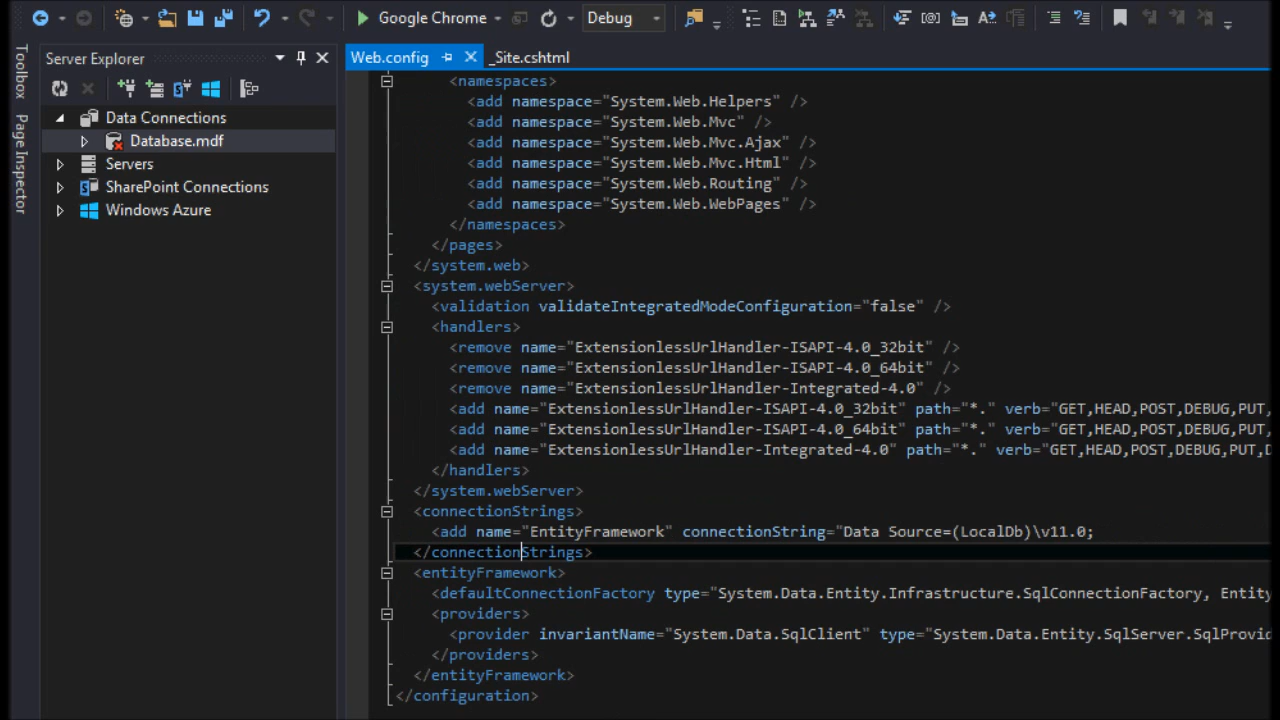 Google Chrome
Debug
Toolbox
Page Inspector
Server Explorer
Data Connections
Database.mdf
Servers
SharePoint Connections
Windows Azure
Web.config
_Site.cshtml
<namespaces>
<add namespace="System.Web.Helpers" />
<add namespace="System.Web.Mvc" />
<add namespace="System.Web.Mvc.Ajax" />
<add namespace="System.Web.Mvc.Html" />
<add namespace="System.Web.Routing" />
<add namespace="System.Web.WebPages" />
</namespaces>
</pages>
</system.web>
<system.webServer>
<validation validateIntegratedModeConfiguration="false" />
<handlers>
<remove name="ExtensionlessUrlHandler-ISAPI-4.0_32bit" />
<remove name="ExtensionlessUrlHandler-ISAPI-4.0_64bit" />
<remove name="ExtensionlessUrlHandler-Integrated-4.0" />
<add name="ExtensionlessUrlHandler-ISAPI-4.0_32bit" path="*." verb="GET,HEAD,POST,DEBUG,PUT,
<add name="ExtensionlessUrlHandler-ISAPI-4.0_64bit" path="*." verb="GET,HEAD,POST,DEBUG,PUT,
<add name="ExtensionlessUrlHandler-Integrated-4.0" path="*." verb="GET,HEAD,POST,DEBUG,PUT,D
</handlers>
</system.webServer>
<connectionStrings>
<add name="EntityFramework" connectionString="Data Source=(LocalDb)\v11.0;
</connectionStrings>
<entityFramework>
<defaultConnectionFactory type="System.Data.Entity.Infrastructure.SqlConnectionFactory, Entity
<providers>
<provider invariantName="System.Data.SqlClient" type="System.Data.Entity.SqlServer.SqlProvid
</providers>
</entityFramework>
</configuration>